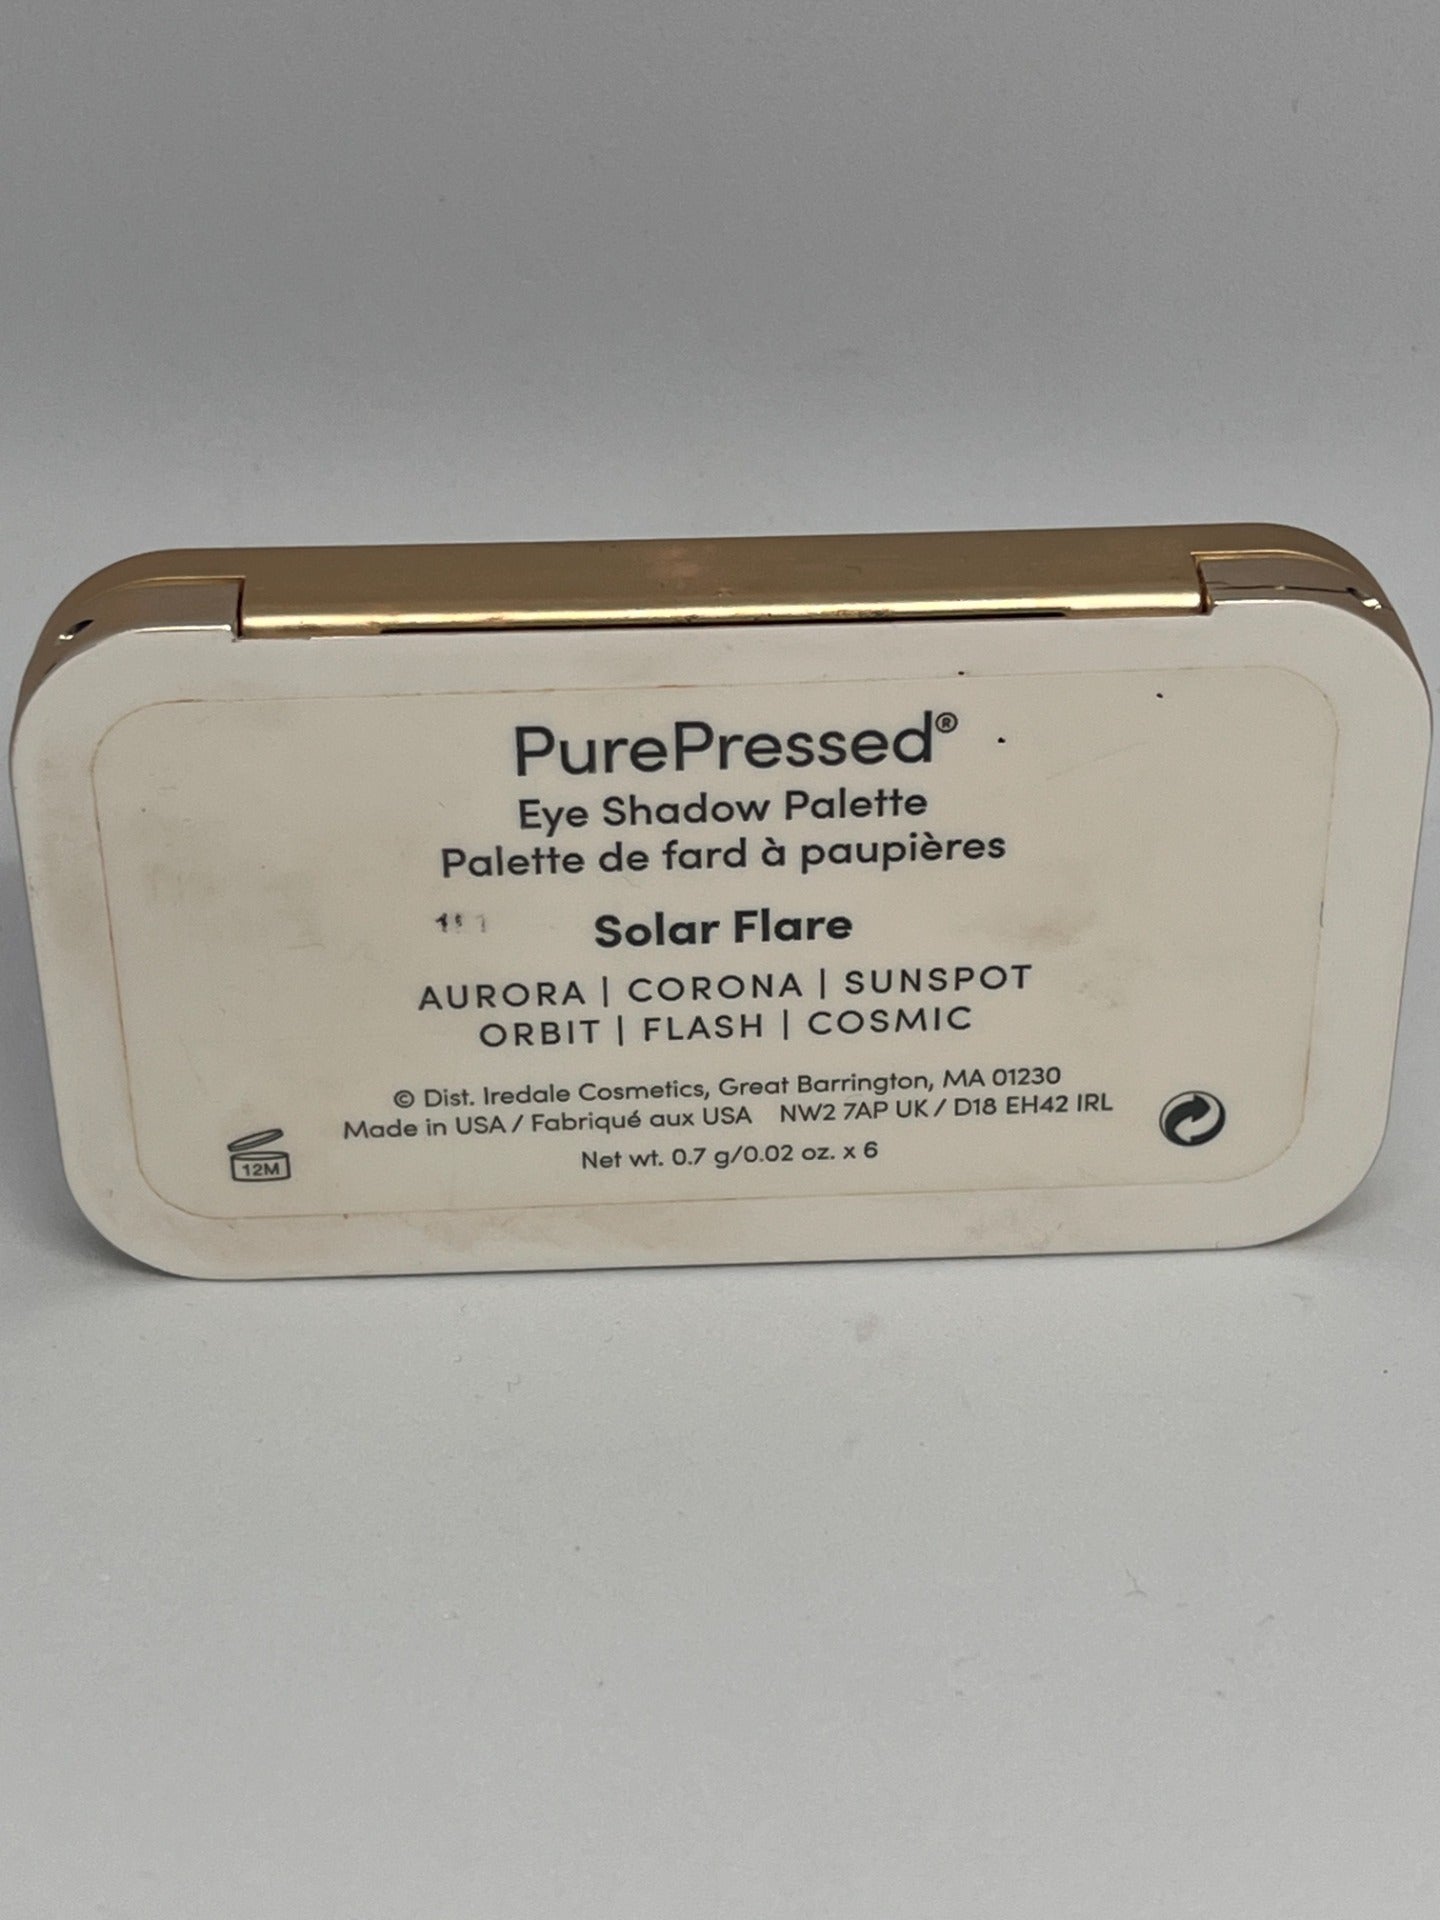 PurePressed®
Eye Shadow Palette
Palette de fard à paupières
Solar Flare
AURORA | CORONA | SUNSPOT
ORBIT | FLASH | COSMIC
© Dist. Iredale Cosmetics, Great Barrington, MA 01230
Made in USA / Fabriqué aux USA NW2 7AP UK / D18 EH42 IRL
Net wt. 0.7 g/0.02 oz. x 6
12M